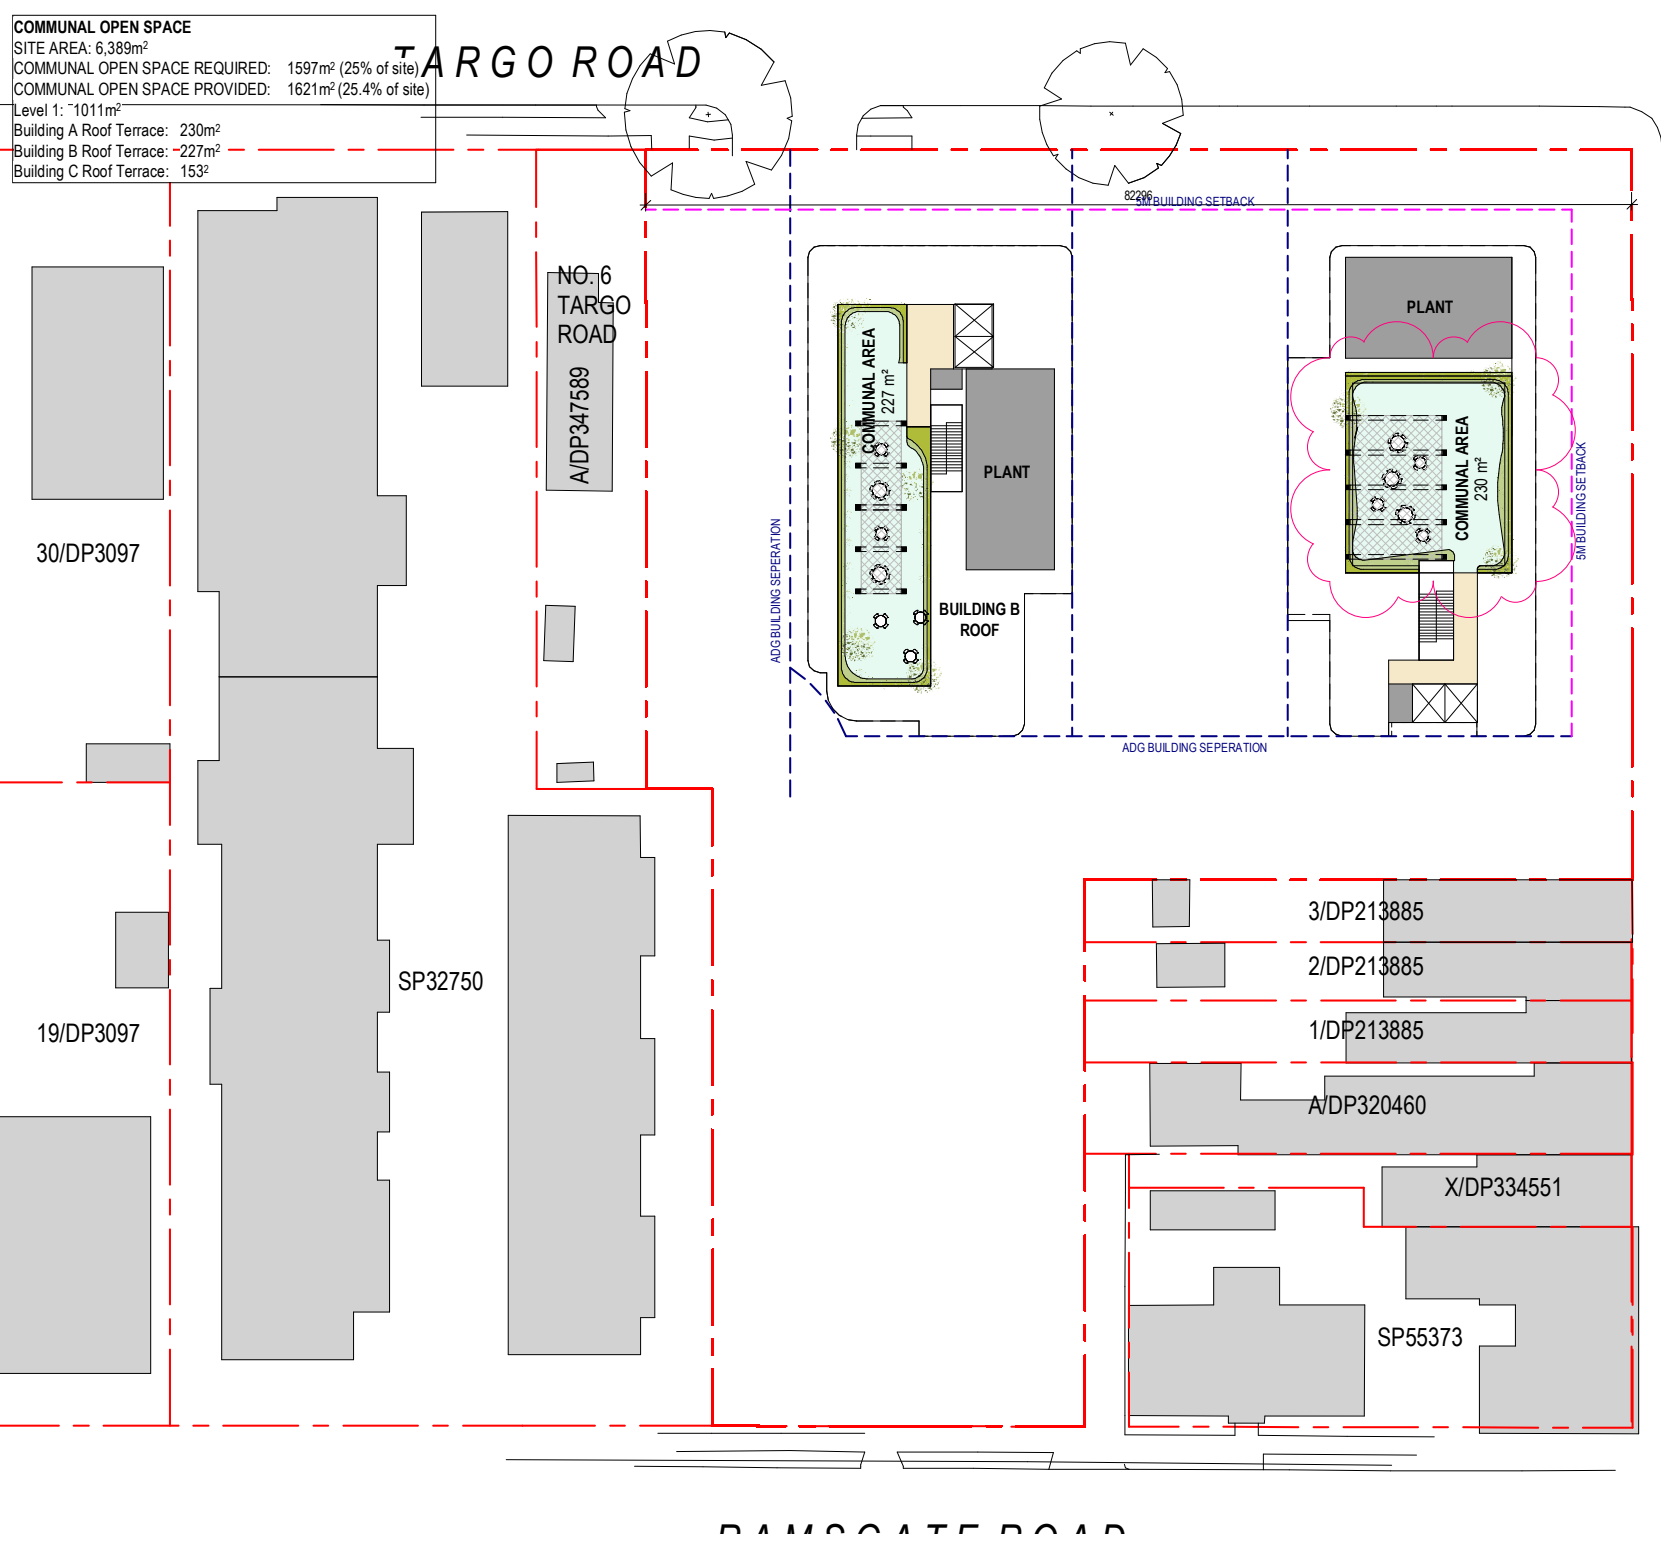 COMMUNAL OPEN SPACE
SITE AREA: 6,389m²
COMMUNAL OPEN SPACE REQUIRED: 1597m² (25% of site)
COMMUNAL OPEN SPACE PROVIDED: 1621m² (25.4% of site)
Level 1: 1011m²
Building A Roof Terrace: 230m²
Building B Roof Terrace: 227m²
Building C Roof Terrace: 153²
TARGO ROAD
82296
5M BUILDING SETBACK
NO. 6
TARGO
ROAD
A/DP347589
COMMUNAL AREA
227 m²
PLANT
BUILDING B
ROOF
PLANT
COMMUNAL AREA
230 m²
5M BUILDING SETBACK
ADG BUILDING SEPERATION
ADG BUILDING SEPERATION
30/DP3097
19/DP3097
SP32750
3/DP213885
2/DP213885
1/DP213885
A/DP320460
X/DP334551
SP55373
RAMSGATE ROAD